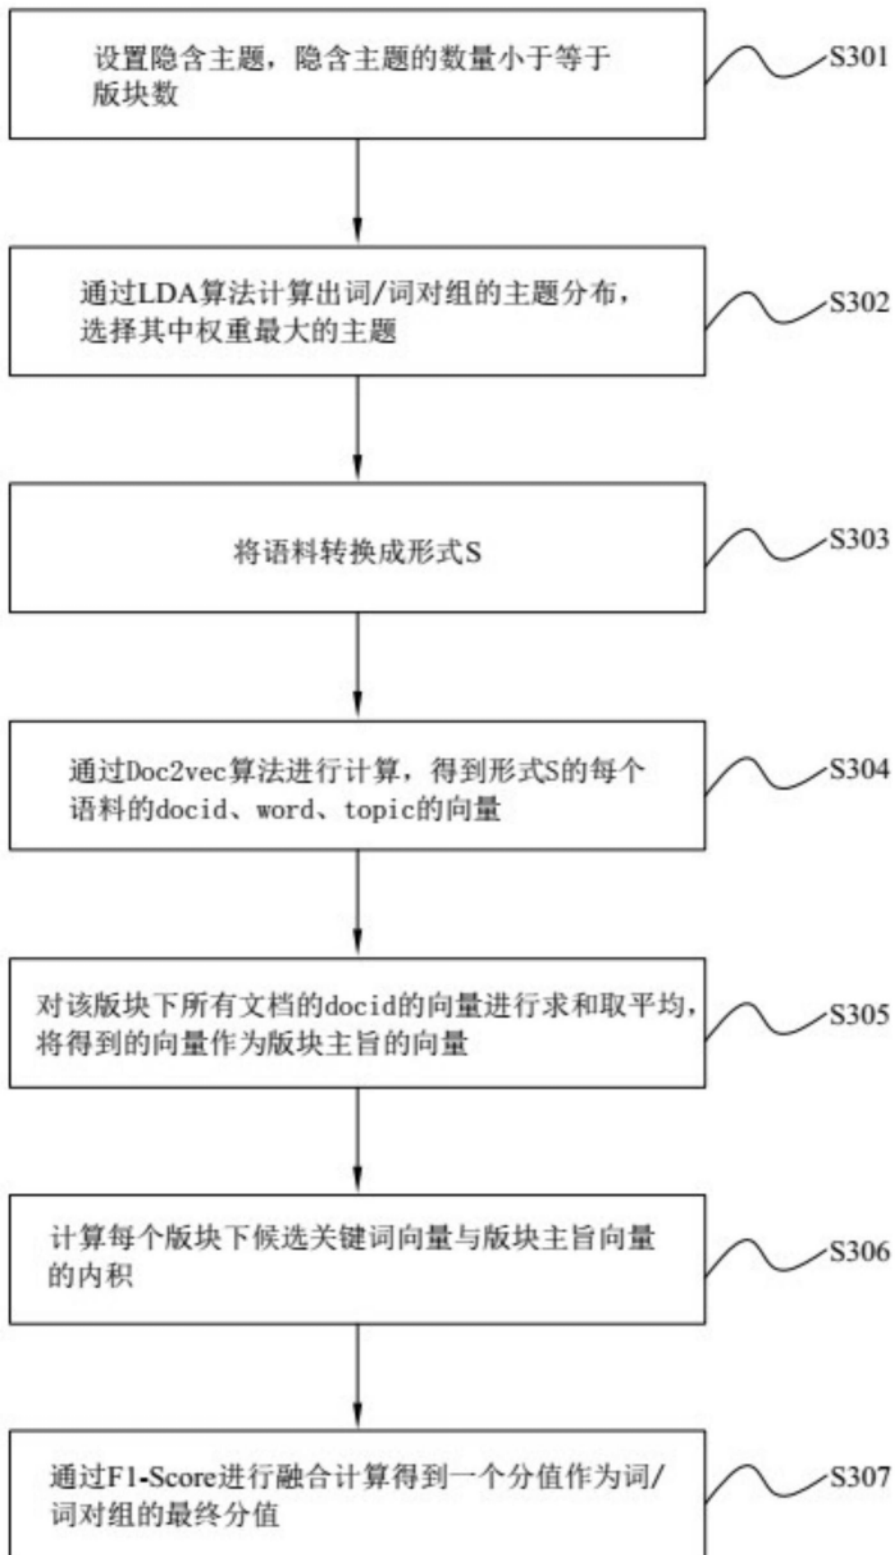 设置隐含主题，隐含主题的数量小于等于
版块数
S301
通过LDA算法计算出词/词对组的主题分布，
选择其中权重最大的主题
S302
将语料转换成形式S
S303
通过Doc2vec算法进行计算，得到形式S的每个
语料的docid、word、topic的向量
S304
对该版块下所有文档的docid的向量进行求和取平均，
将得到的向量作为版块主旨的向量
S305
计算每个版块下候选关键词向量与版块主旨向量
的内积
S306
通过F1-Score进行融合计算得到一个分值作为词/
词对组的最终分值
S307